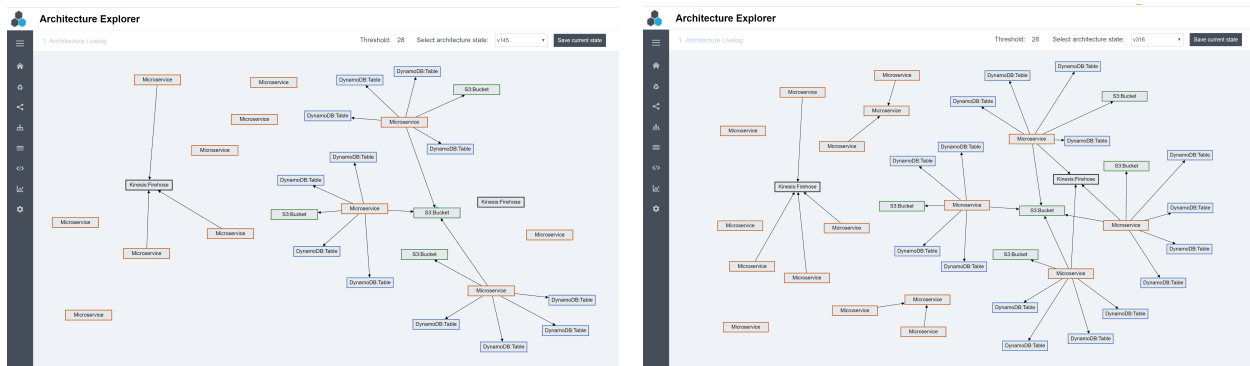 Architecture Explorer
1. Architecture Livelog
Threshold: 28 Select architecture state: v145 Save current state
DynamoDB:Table
Microservice
Microservice
DynamoDB:Table
S3:Bucket
DynamoDB:Table
Microservice
Microservice
Microservice
DynamoDB:Table
DynamoDB:Table
DynamoDB:Table
Kinesis:Firehose
Kinesis:Firehose
S3:Bucket
Microservice
S3:Bucket
Microservice
Microservice
Microservice
DynamoDB:Table
Microservice
S3:Bucket
DynamoDB:Table
Microservice
DynamoDB:Table
Microservice
DynamoDB:Table
DynamoDB:Table
DynamoDB:Table
Architecture Explorer
1. Architecture Livelog
Threshold: 28 Select architecture state: v316 Save current state
DynamoDB:Table
Microservice
DynamoDB:Table
Microservice
S3:Bucket
DynamoDB:Table
Microservice
Microservice
Microservice
DynamoDB:Table
Microservice
DynamoDB:Table
DynamoDB:Table
DynamoDB:Table
S3:Bucket
Kinesis:Firehose
Kinesis:Firehose
S3:Bucket
Microservice
S3:Bucket
DynamoDB:Table
Microservice
Microservice
Microservice
DynamoDB:Table
DynamoDB:Table
S3:Bucket
Microservice
DynamoDB:Table
Microservice
Microservice
DynamoDB:Table
Microservice
DynamoDB:Table
Microservice
DynamoDB:Table
Microservice
Microservice
DynamoDB:Table
DynamoDB:Table